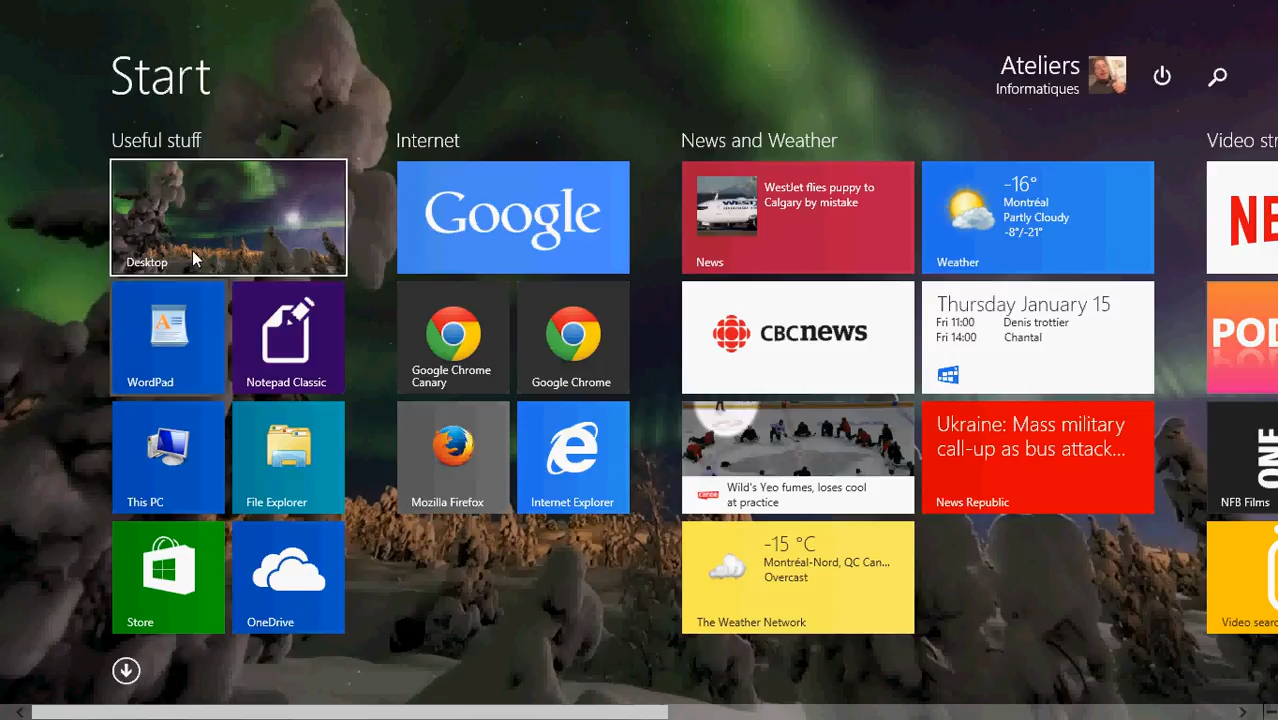 Start
Ateliers
Informatiques
Useful stuff
Desktop
WordPad
Notepad Classic
This PC
File Explorer
Store
OneDrive
Internet
Google
Google Chrome
Canary
Google Chrome
Mozilla Firefox
Internet Explorer
News and Weather
WestJet flies puppy to
Calgary by mistake
News
-16°
Montréal
Partly Cloudy
-8°/-21°
Weather
CBCnews
Thursday January 15
Fri 11:00 Denis trottier
Fri 14:00 Chantal
canoe
Wild's Yeo fumes, loses cool
at practice
Ukraine: Mass military
call-up as bus attack...
News Republic
-15 °C
Montréal-Nord, QC Can...
Overcast
The Weather Network
Video st
NE
POD
ONE
NFB Films
Video searc